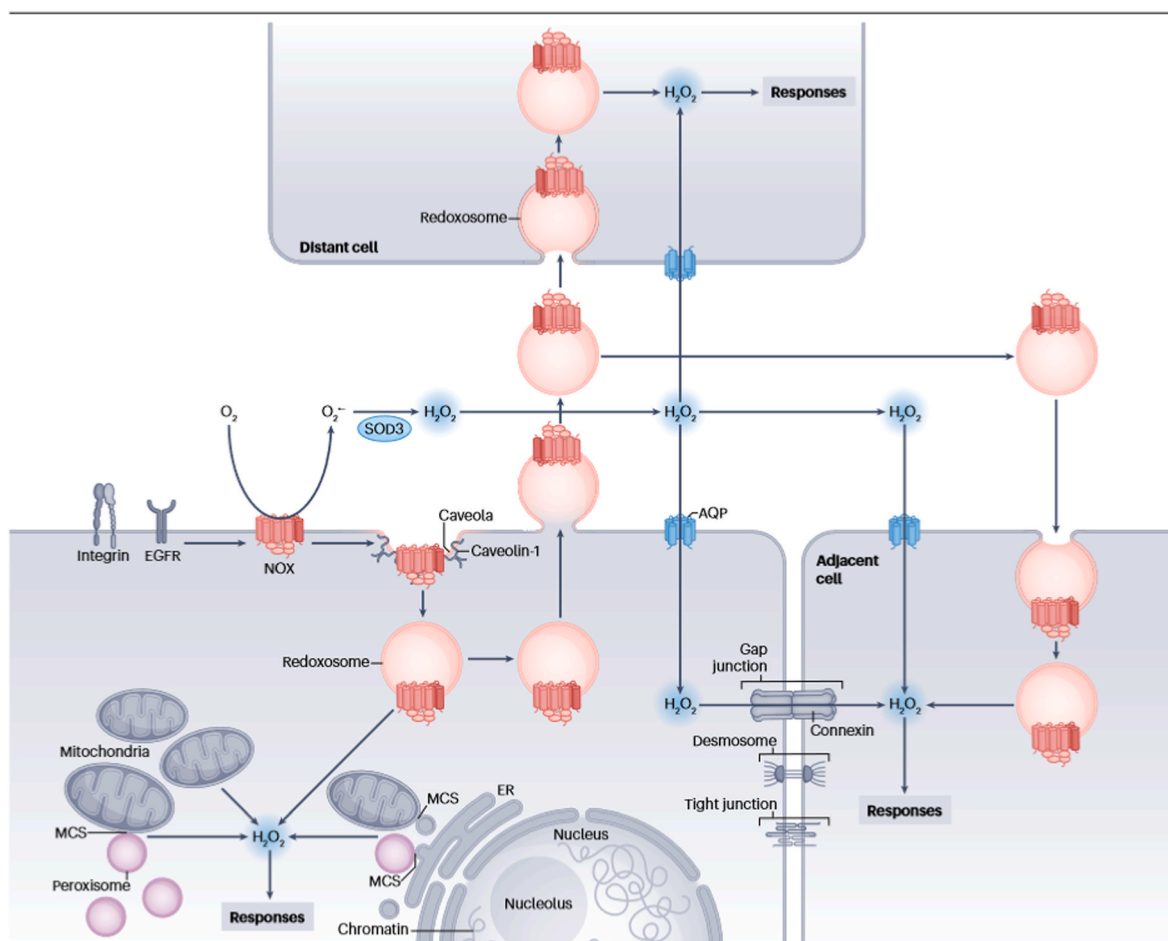 H₂O₂
Responses
Redoxosome
Distant cell
O₂
O₂·⁻
SOD3
H₂O₂
H₂O₂
H₂O₂
Integrin
EGFR
NOX
Caveola
Caveolin-1
AQP
Adjacent
cell
Redoxosome
Gap
junction
H₂O₂
H₂O₂
Connexin
Desmosome
Mitochondria
Tight junction
Responses
MCS
ER
MCS
H₂O₂
Nucleus
MCS
Peroxisome
Nucleolus
Responses
Chromatin